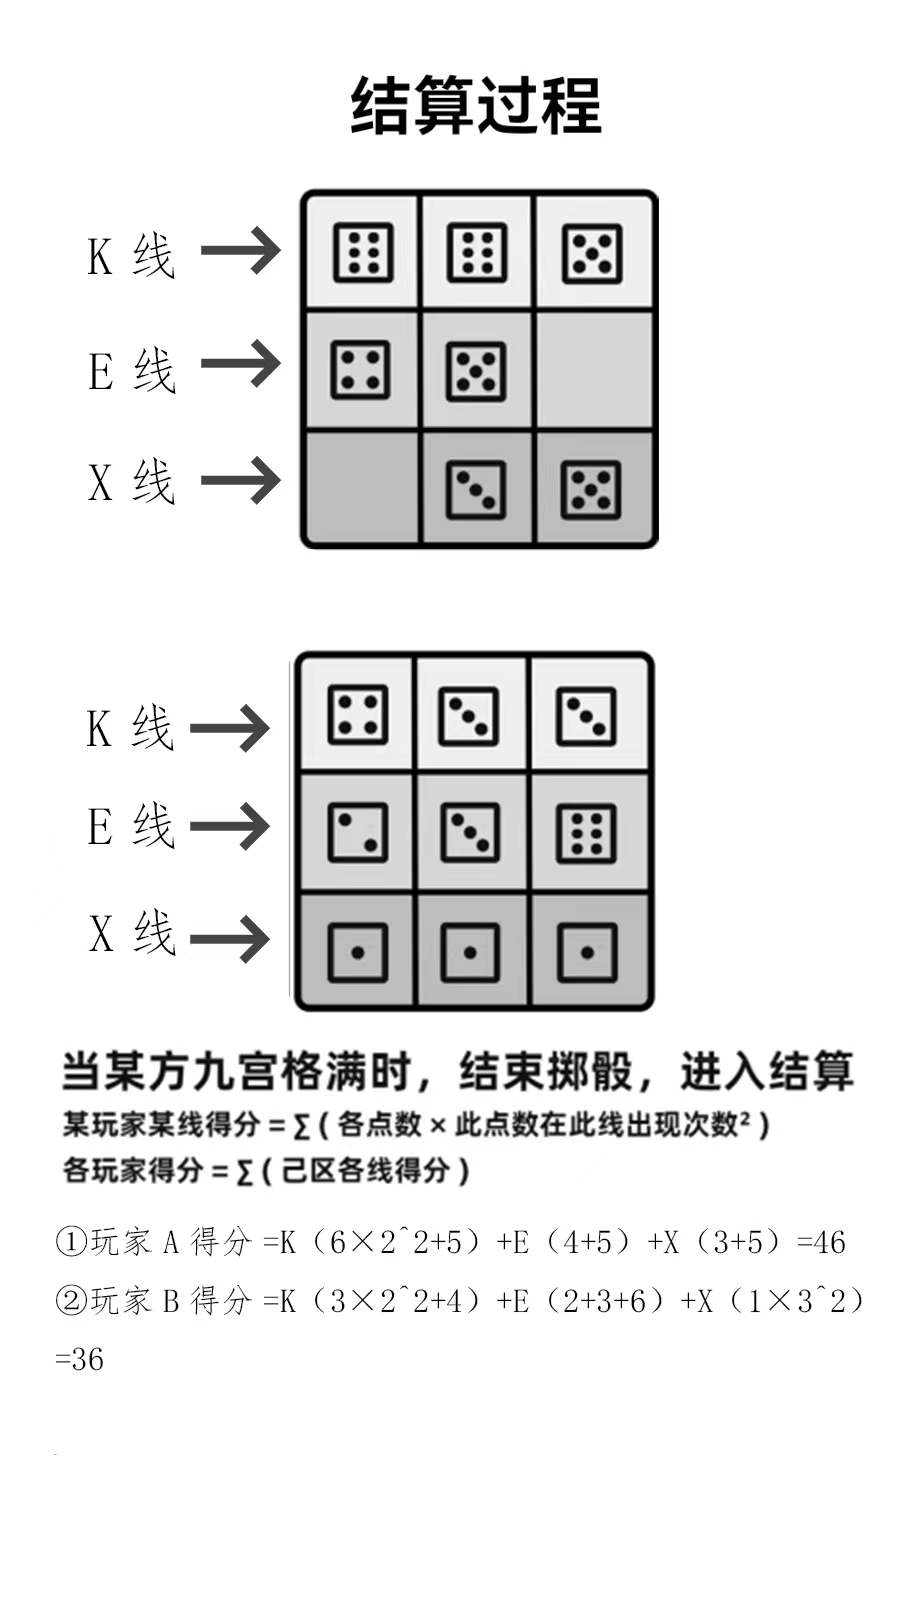 结算过程
K 线
E 线
X 线
K 线
E 线
X 线
当某方九宫格满时，结束掷骰，进入结算
某玩家某线得分 = ∑ ( 各点数 × 此点数在此线出现次数² )
各玩家得分 = ∑ ( 己区各线得分 )
①玩家 A 得分 =K（6×2^2+5）+E（4+5）+X（3+5）=46
②玩家 B 得分 =K（3×2^2+4）+E（2+3+6）+X（1×3^2）
=36